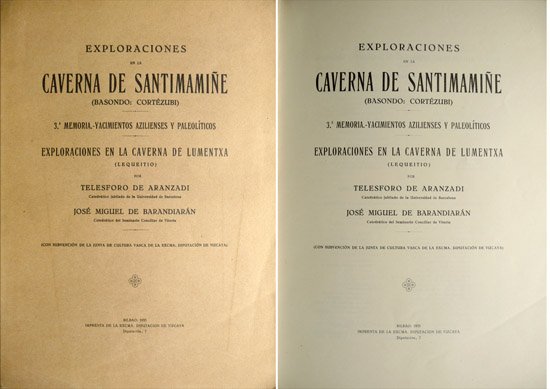 EXPLORACIONES
EN LA
CAVERNA DE SANTIMAMIÑE
(BASONDO: CORTÉZUBI)
3.ª MEMORIA.-YACIMIENTOS AZILIENSES Y PALEOLÍTICOS
EXPLORACIONES EN LA CAVERNA DE LUMENTXA
(LEQUEITIO)
POR
TELESFORO DE ARANZADI
Catedrático jubilado de la Universidad de Barcelona
JOSÉ MIGUEL DE BARANDIARÁN
Catedrático del Seminario Conciliar de Vitoria
(CON SUBVENCIÓN DE LA JUNTA DE CULTURA VASCA DE LA EXCMA. DIPUTACIÓN DE VIZCAYA)
BILBAO, 1935
IMPRENTA DE LA EXCMA. DIPUTACIÓN DE VIZCAYA
Diputación, 7
EXPLORACIONES
EN LA
CAVERNA DE SANTIMAMIÑE
(BASONDO: CORTÉZUBI)
3.ª MEMORIA.-YACIMIENTOS AZILIENSES Y PALEOLÍTICOS
EXPLORACIONES EN LA CAVERNA DE LUMENTXA
(LEQUEITIO)
POR
TELESFORO DE ARANZADI
Catedrático jubilado de la Universidad de Barcelona
JOSÉ MIGUEL DE BARANDIARÁN
Catedrático del Seminario Conciliar de Vitoria
(CON SUBVENCIÓN DE LA JUNTA DE CULTURA VASCA DE LA EXCMA. DIPUTACIÓN DE VIZCAYA)
BILBAO, 1935
IMPRENTA DE LA EXCMA. DIPUTACIÓN DE VIZCAYA
Diputación, 7